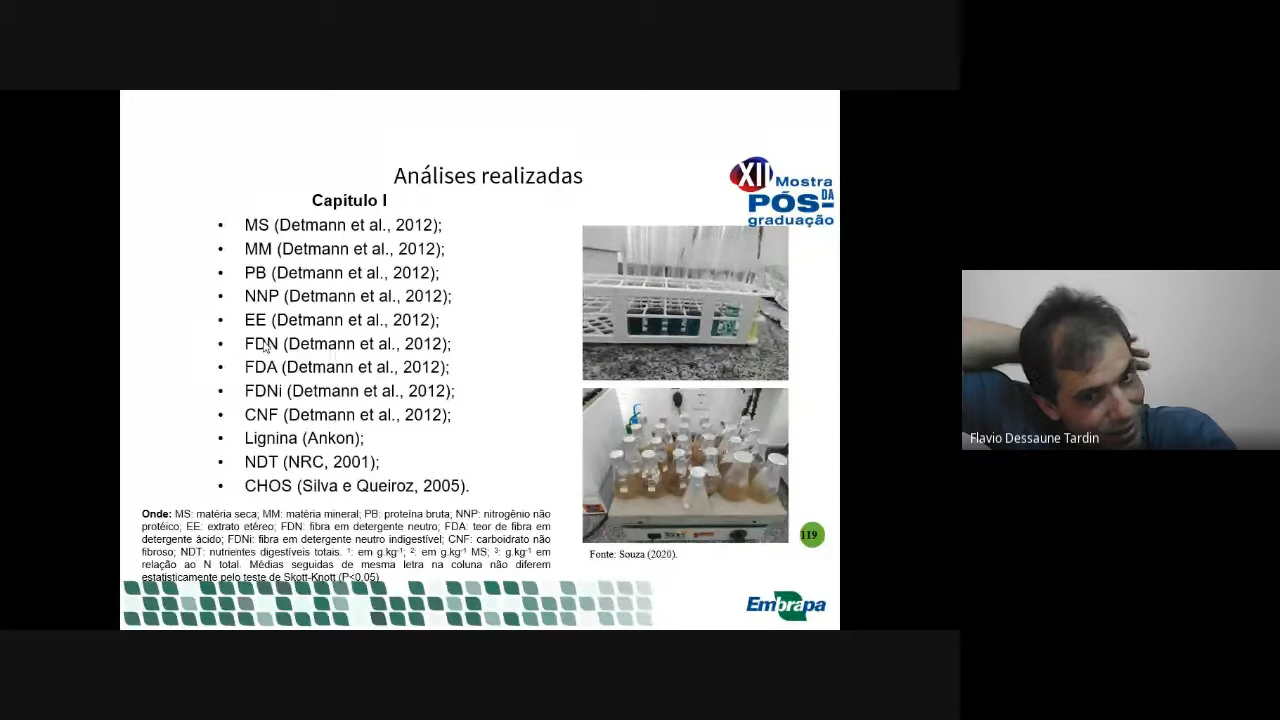 Análises realizadas
XII Mostra
DA
PÓS-
graduação
Capítulo I
• MS (Detmann et al., 2012);
• MM (Detmann et al., 2012);
• PB (Detmann et al., 2012);
• NNP (Detmann et al., 2012);
• EE (Detmann et al., 2012);
• FDN (Detmann et al., 2012);
• FDA (Detmann et al., 2012);
• FDNi (Detmann et al., 2012);
• CNF (Detmann et al., 2012);
• Lignina (Ankon);
• NDT (NRC, 2001);
• CHOS (Silva e Queiroz, 2005).
Onde: MS: matéria seca; MM: matéria mineral; PB: proteína bruta; NNP: nitrogênio não
protéico; EE: extrato etéreo; FDN: fibra em detergente neutro; FDA: teor de fibra em
detergente ácido; FDNi: fibra em detergente neutro indigestível; CNF: carboidrato não
fibroso; NDT: nutrientes digestíveis totais. ¹: em g.kg⁻¹; ²: em g.kg⁻¹ MS; ³: g.kg⁻¹ em
relação ao N total. Médias seguidas de mesma letra na coluna não diferem
estatisticamente pelo teste de Skott-Knott (P<0,05)
Fonte: Souza (2020).
119
Embrapa
Flavio Dessaune Tardin